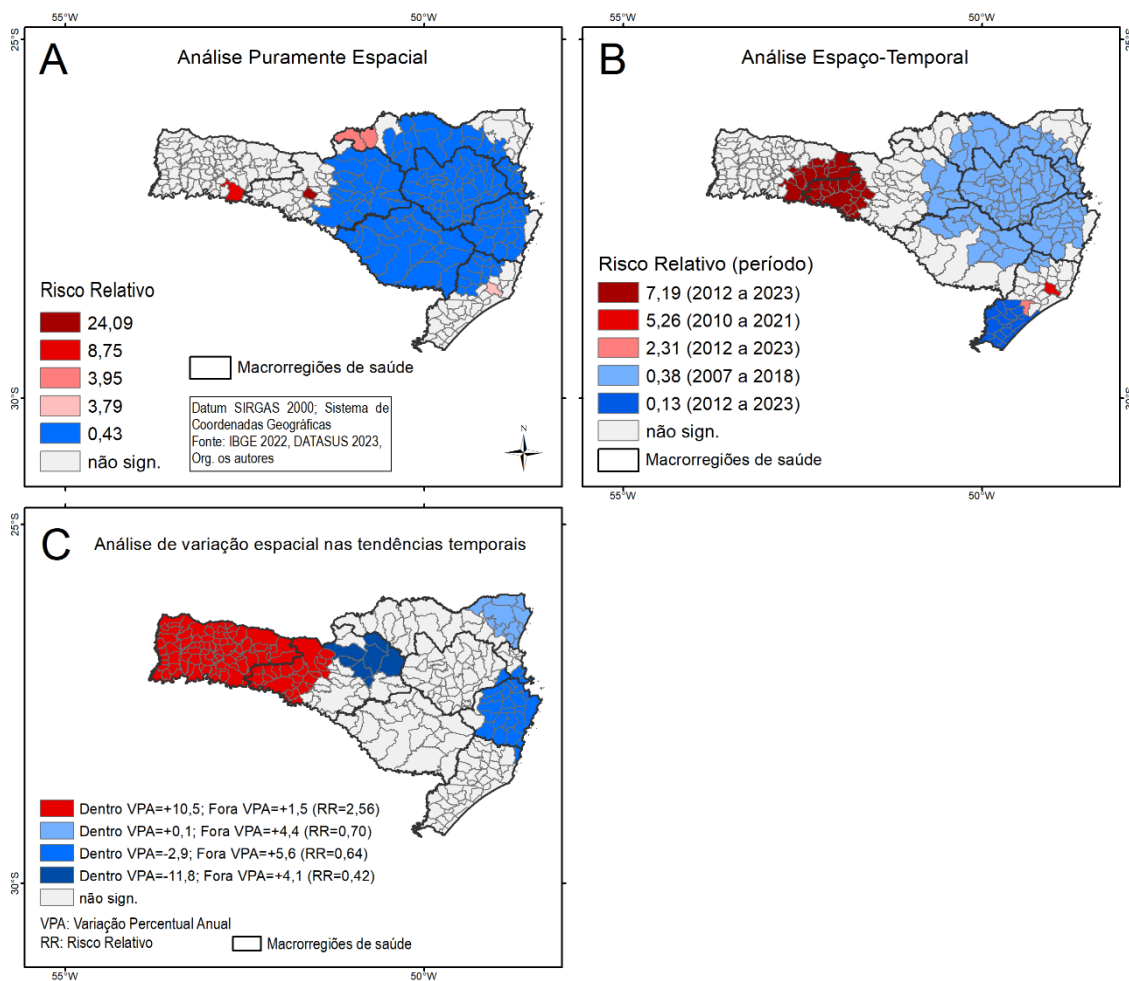 55°W
50°W
25°S
A
Análise Puramente Espacial
Risco Relativo
24,09
8,75
3,95
3,79
0,43
não sign.
Macrorregiões de saúde
Datum SIRGAS 2000; Sistema de
Coordenadas Geográficas
Fonte: IBGE 2022, DATASUS 2023,
Org. os autores
N
30°S
55°W
50°W
25°S
B
Análise Espaço-Temporal
Risco Relativo (período)
7,19 (2012 a 2023)
5,26 (2010 a 2021)
2,31 (2012 a 2023)
0,38 (2007 a 2018)
0,13 (2012 a 2023)
não sign.
Macrorregiões de saúde
30°S
55°W
50°W
25°S
C
Análise de variação espacial nas tendências temporais
Dentro VPA=+10,5; Fora VPA=+1,5 (RR=2,56)
Dentro VPA=+0,1; Fora VPA=+4,4 (RR=0,70)
Dentro VPA=-2,9; Fora VPA=+5,6 (RR=0,64)
Dentro VPA=-11,8; Fora VPA=+4,1 (RR=0,42)
não sign.
VPA: Variação Percentual Anual
RR: Risco Relativo
Macrorregiões de saúde
30°S
55°W
50°W